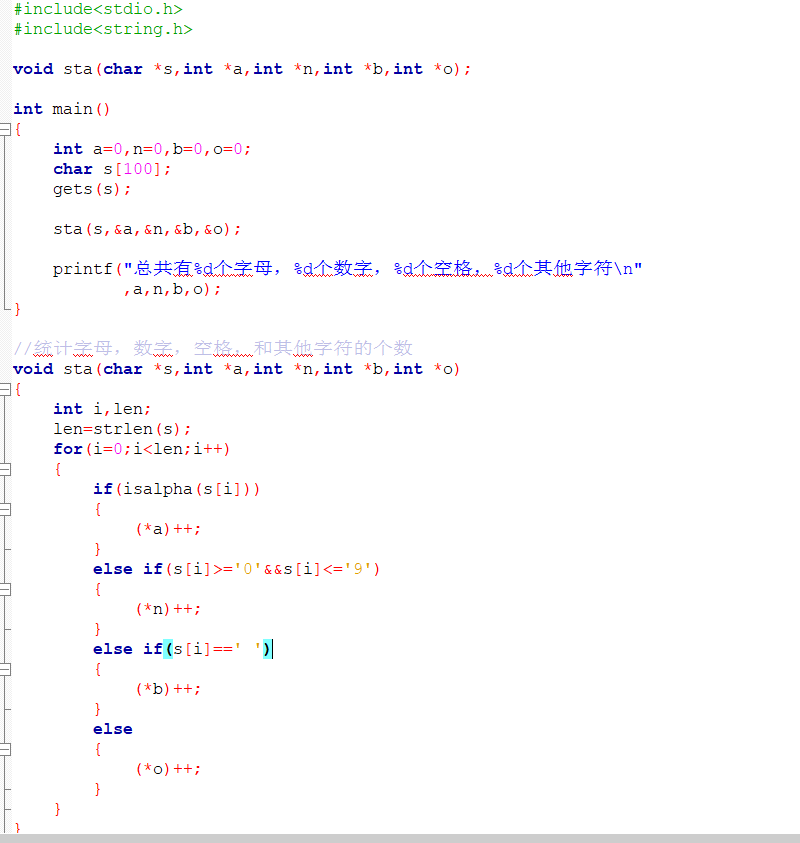 #include<stdio.h>
#include<string.h>
void sta(char *s,int *a,int *n,int *b,int *o);
int main()
{
int a=0,n=0,b=0,o=0;
char s[100];
gets(s);
sta(s,&a,&n,&b,&o);
printf("总共有%d个字母，%d个数字，%d个空格，%d个其他字符\n"
,a,n,b,o);
}
//统计字母，数字，空格，和其他字符的个数
void sta(char *s,int *a,int *n,int *b,int *o)
{
int i,len;
len=strlen(s);
for(i=0;i<len;i++)
{
if(isalpha(s[i]))
{
(*a)++;
}
else if(s[i]>='0'&&s[i]<='9')
{
(*n)++;
}
else if(s[i]==' ')
{
(*b)++;
}
else
{
(*o)++;
}
}
}